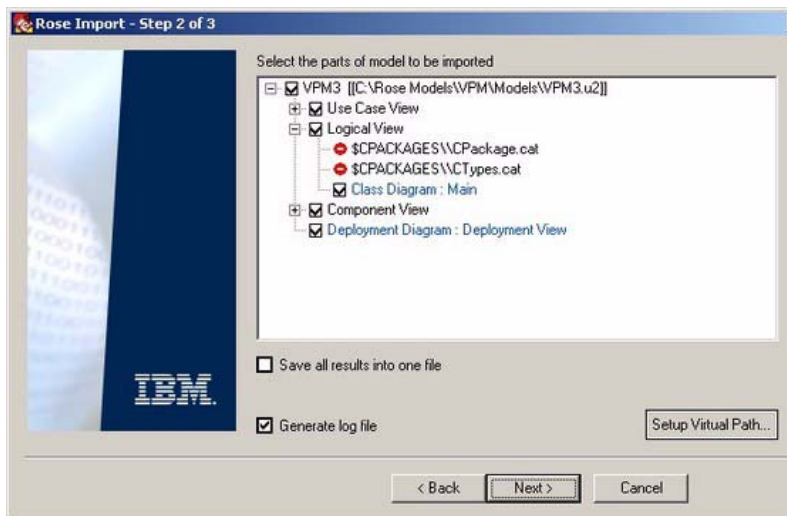 Rose Import - Step 2 of 3
Select the parts of model to be imported
VPM3 [[C:\Rose Models\VPM\Models\VPM3.u2]]
Use Case View
Logical View
$CPACKAGES\\CPackage.cat
$CPACKAGES\\CTypes.cat
Class Diagram : Main
Component View
Deployment Diagram : Deployment View
IBM.
Save all results into one file
Generate log file
Setup Virtual Path...
< Back
Next >
Cancel